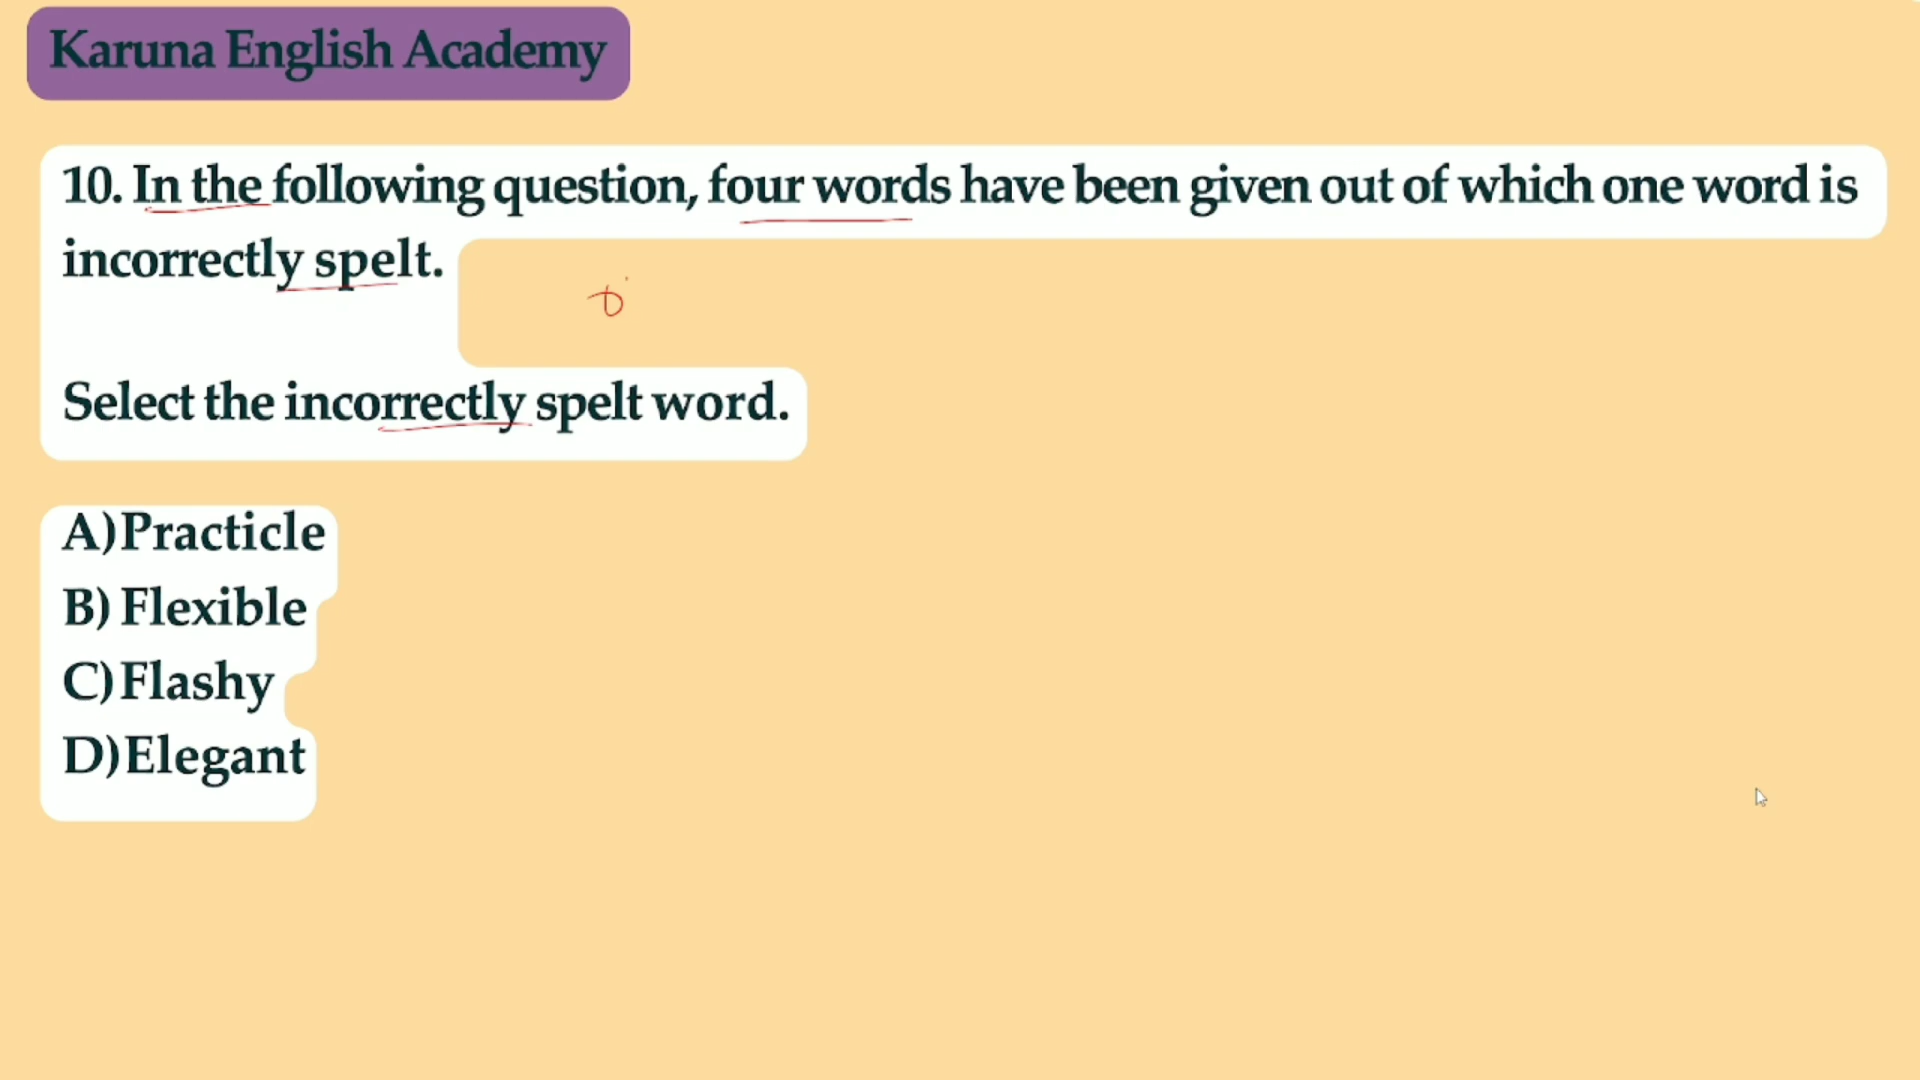 Karuna English Academy
10. In the following question, four words have been given out of which one word is
incorrectly spelt.
Select the incorrectly spelt word.
A)Practicle
B) Flexible
C)Flashy
D)Elegant